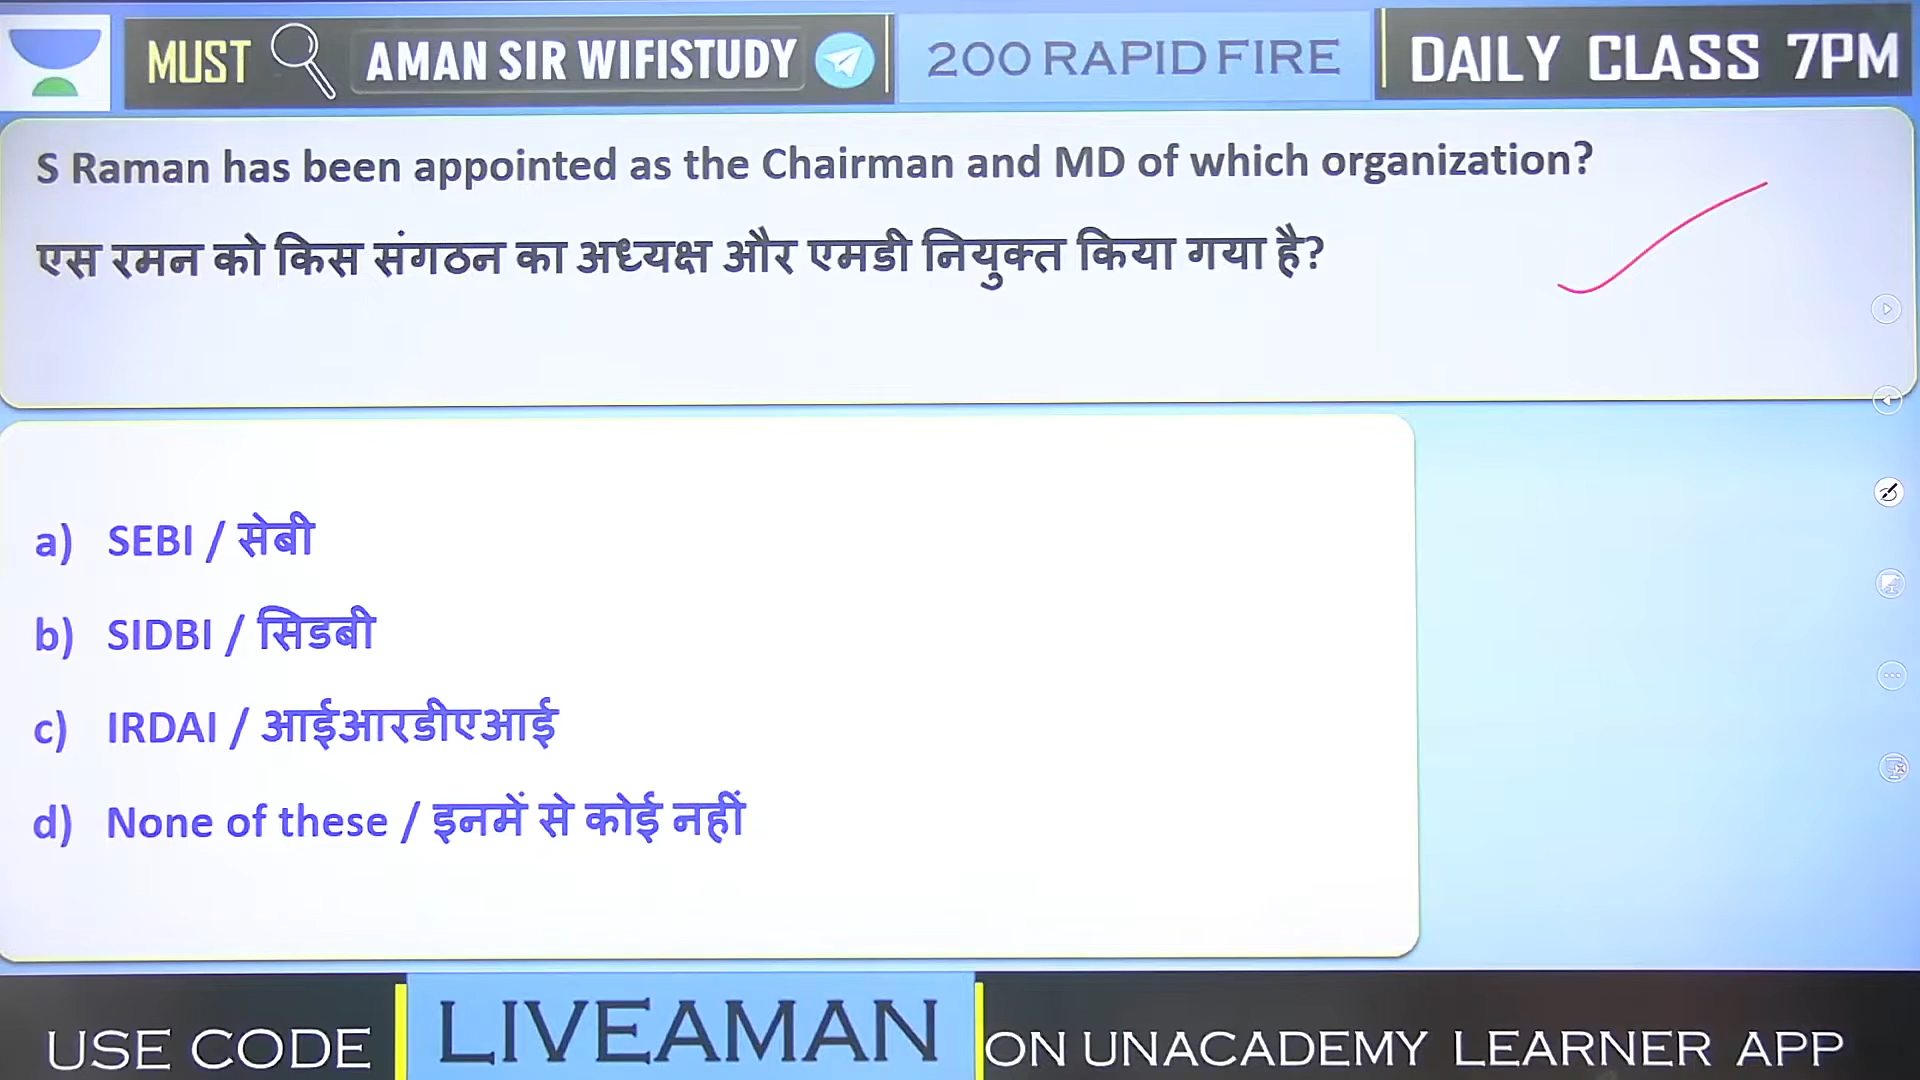 MUST AMAN SIR WIFISTUDY 200 RAPID FIRE DAILY CLASS 7PM
S Raman has been appointed as the Chairman and MD of which organization?
एस रमन को किस संगठन का अध्यक्ष और एमडी नियुक्त किया गया है?
a) SEBI / सेबी
b) SIDBI / सिडबी
c) IRDAI / आईआरडीएआई
d) None of these / इनमें से कोई नहीं
USE CODE LIVEAMAN ON UNACADEMY LEARNER APP